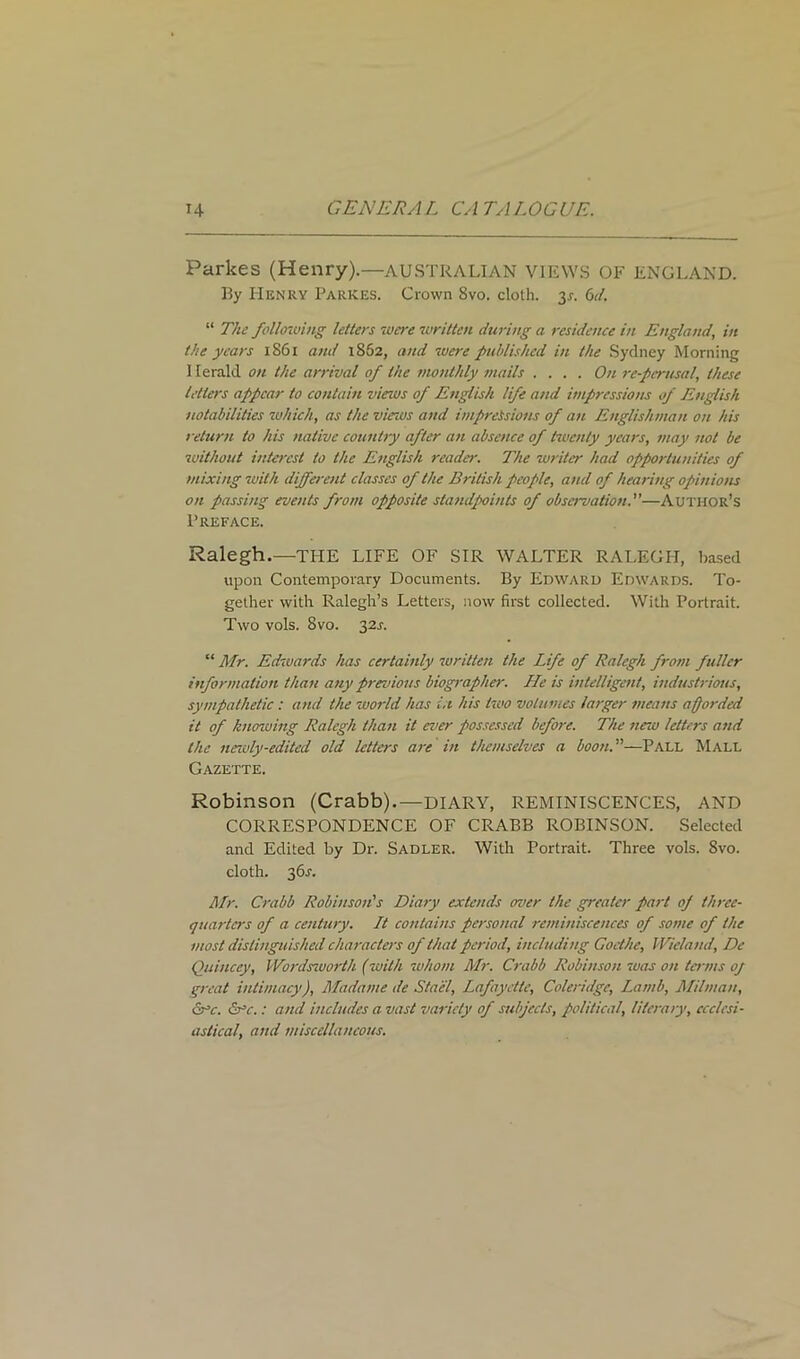 14 GENERAL CATALOGUE.
Parkes (Henry).—AUSTRALIAN VIEWS OF ENGLAND.
By HENRY PARKES. Crown 8vo. cloth. 3s. 6d.
“ The following letters were written during a residence in England, in
the years 1861 and 1862, and were published in the Sydney Morning
Herald on the arrival of the monthly mails . . . . On re-perusal, these
letters appear to contain views of English life and impressions of English
notabilities which, as the views and impressions of an Englishman on his
return to his native country after an absence of twenty years, may not be
without interest to the English reader. The writer had opportunities of
mixing with different classes of the British people, and of hearing opinions
on passing events from opposite standpoints of observation.”—AUTHOR’S
PREFACE.
Ralegh.—THE LIFE OF SIR WALTER RALEGH, based
upon Contemporary Documents. By EDWARD EDWARDS. To-
gether with Ralegh’s Letters, now first collected. With Portrait.
Two vols. 8vo. 32s.
“ Mr. Edwards has certainly written the Life of Ralegh from fuller
information than any previous biographer. He is intelligent, industrious,
sympathetic : and the world has in his two volumes larger means afforded
it of knowing Ralegh than it ever possessed before. The new letters and
the newly-edited old letters are in themselves a boon.”—PALL MALL
GAZETTE.
Robinson (Crabb).—DIARY, REMINISCENCES, AND
CORRESPONDENCE OF CRABB ROBINSON. Selected
and Edited by Dr. SADLER. With Portrait. Three vols. 8vo.
cloth. 36s.
Mr. Crabb Robinson's Diary extends over the greater part of three-
quarters of a century. It contains personal reminiscences of some of the
most distinguished characters of that period, including Goethe, Wieland, De
Quincey, Wordsworth (with whom Mr. Crabb Robinson was on terms of
great intimacy), Madame de Staël, Lafayette, Coleridge, Lamb, Milman,
&c. &c. : and includes a vast variety of subjects, political, literary, ecclesi-
astical, and miscellaneous.